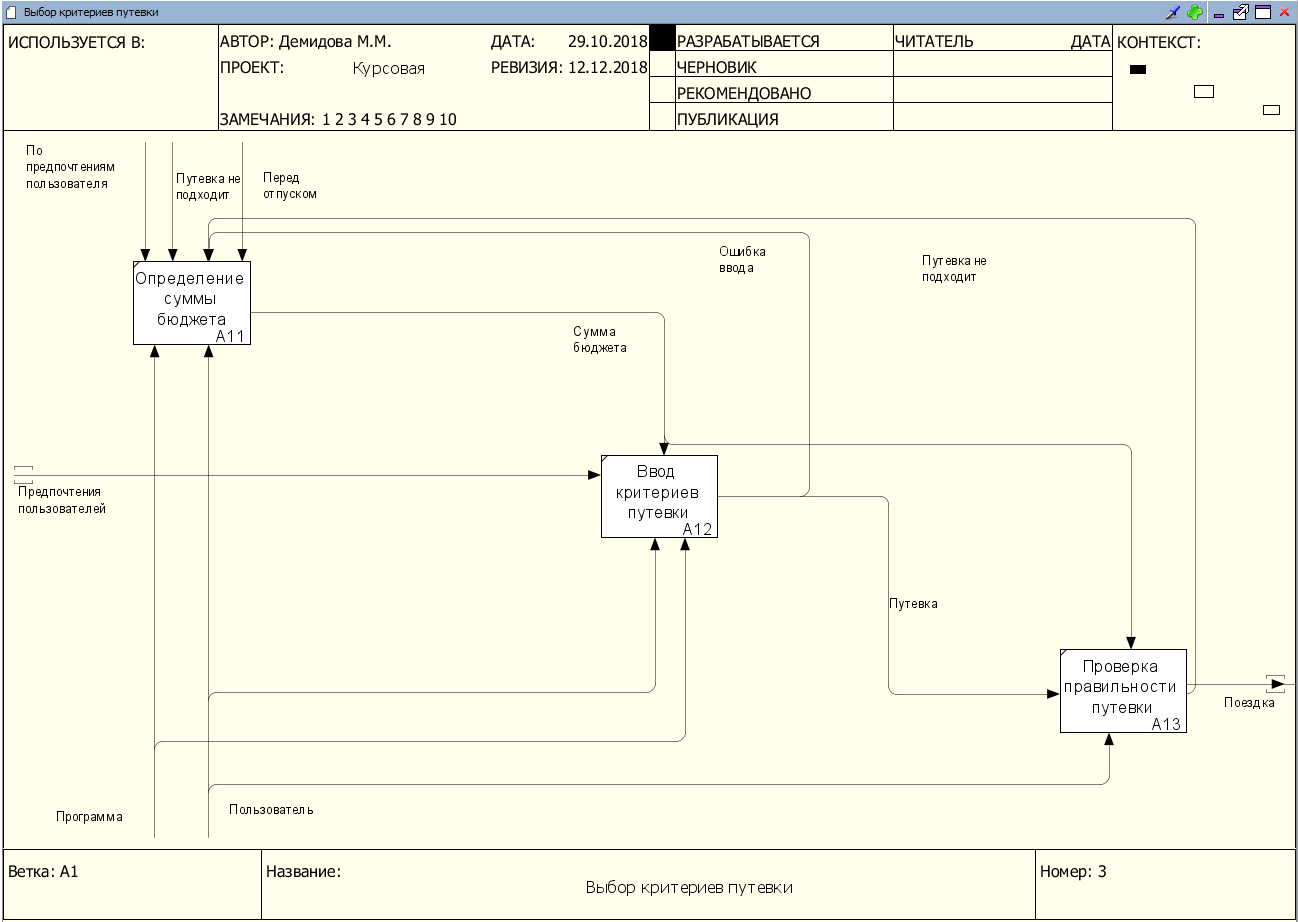 Выбор критериев путевки
ИСПОЛЬЗУЕТСЯ В:
АВТОР: Демидова М.М.
ДАТА: 29.10.2018
ПРОЕКТ: Курсовая
РЕВИЗИЯ: 12.12.2018
ЗАМЕЧАНИЯ: 1 2 3 4 5 6 7 8 9 10
РАЗРАБАТЫВАЕТСЯ
ЧЕРНОВИК
РЕКОМЕНДОВАНО
ПУБЛИКАЦИЯ
ЧИТАТЕЛЬ
ДАТА
КОНТЕКСТ:
По
предпочтениям
пользователя
Путевка не
подходит
Перед
отпуском
Ошибка
ввода
Путевка не
подходит
Определение
суммы
бюджета
A11
Сумма
бюджета
Предпочтения
пользователей
Ввод
критериев
путевки
A12
Путевка
Проверка
правильности
путевки
A13
Поездка
Программа
Пользователь
Ветка: A1
Название:
Выбор критериев путевки
Номер: 3